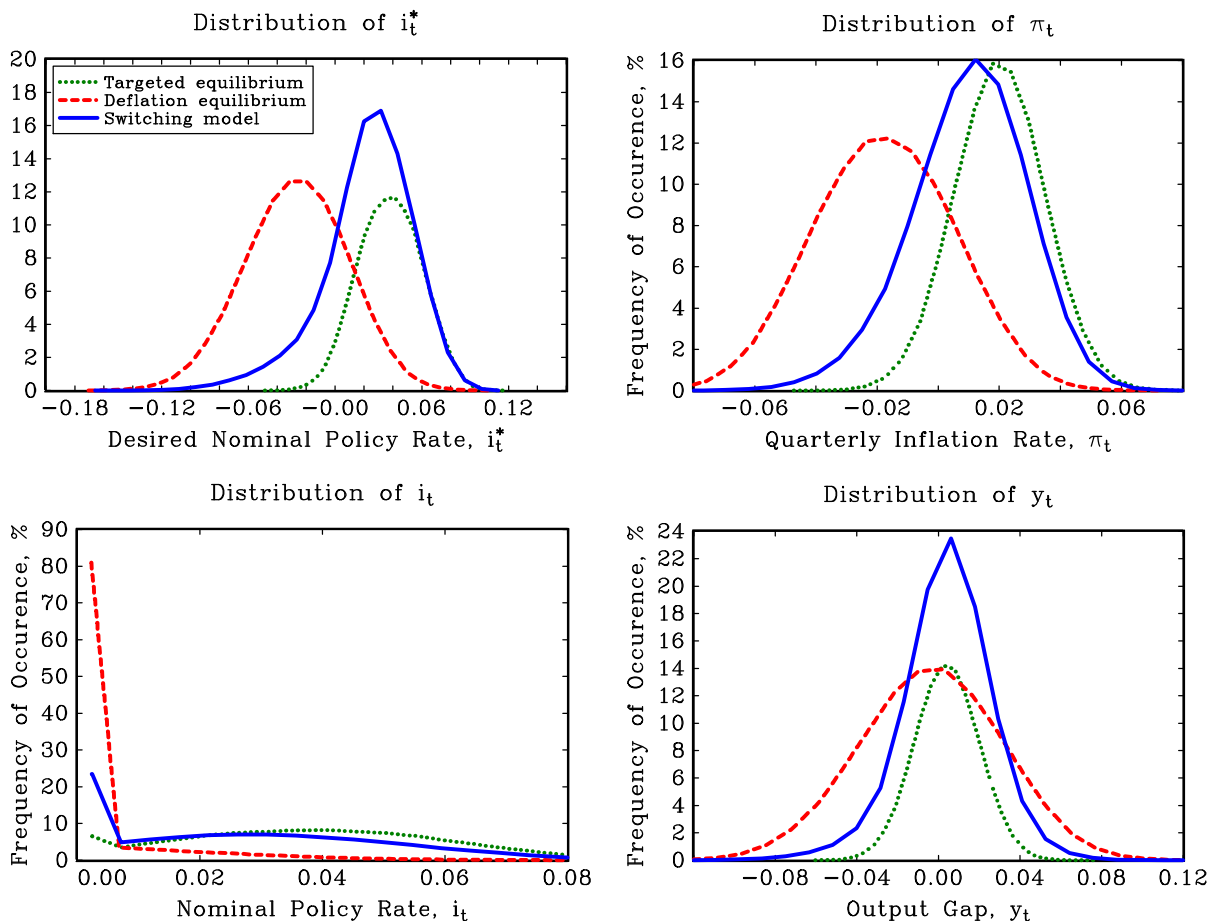 Distribution of i*t
20
18
16
14
12
10
8
6
4
2
0
Targeted equilibrium
Deflation equilibrium
Switching model
−0.18 −0.12 −0.06 −0.00 0.06 0.12
Desired Nominal Policy Rate, i*t
Distribution of πt
Frequency of Occurence, %
16
14
12
10
8
6
4
2
0
−0.06 −0.02 0.02 0.06
Quarterly Inflation Rate, πt
Distribution of it
Frequency of Occurence, %
90
80
70
60
50
40
30
20
10
0
0.00 0.02 0.04 0.06 0.08
Nominal Policy Rate, it
Distribution of yt
Frequency of Occurence, %
24
22
20
18
16
14
12
10
8
6
4
2
0
−0.08 −0.04 0.00 0.04 0.08 0.12
Output Gap, yt